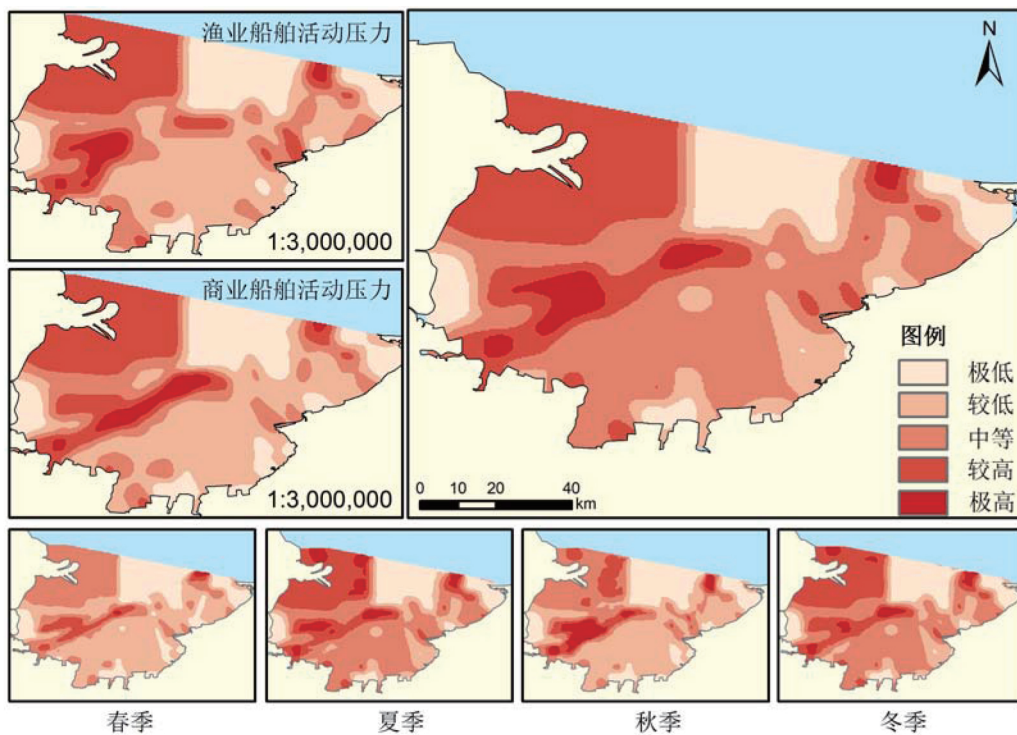 渔业船舶活动压力
1:3,000,000
商业船舶活动压力
1:3,000,000
N
图例
极低
较低
中等
较高
极高
0 10 20 40
km
春季
夏季
秋季
冬季